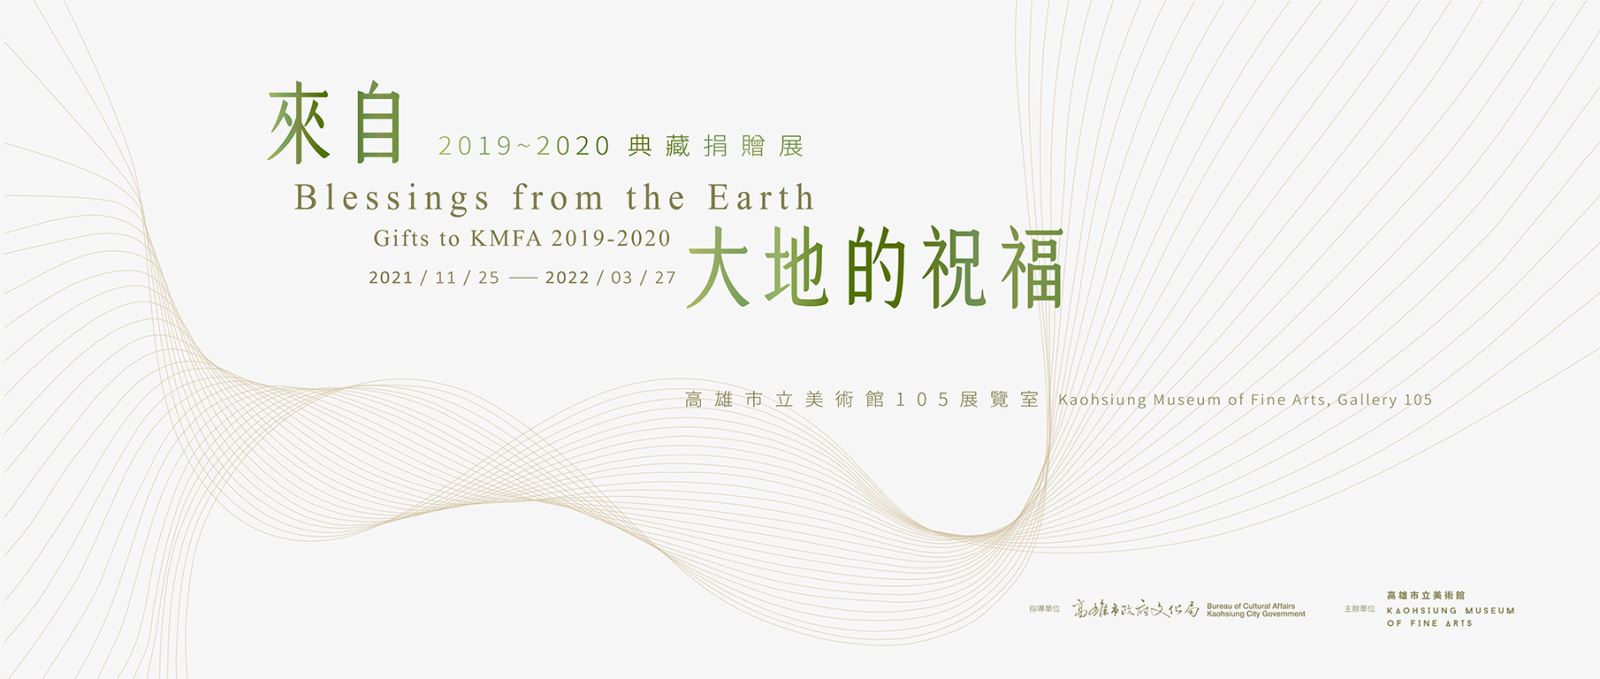 來自
2019~2020 典藏捐贈展
Blessings from the Earth
Gifts to KMFA 2019-2020
2021 / 11 / 25 — 2022 / 03 / 27
大地的祝福
高雄市立美術館105展覽室 Kaohsiung Museum of Fine Arts, Gallery 105
指導單位
高雄市政府文化局
Bureau of Cultural Affairs
Kaohsiung City Government
主辦單位
高雄市立美術館
KAOHSIUNG MUSEUM
OF FINE ARTS